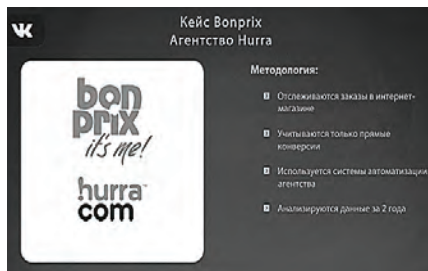 Кейс Bonprix
Агентство Hurra
bon
prix
it's me!
hurra
com
Методология:
Отслеживаются заказы в интернет-
магазине
Учитываются только прямые
конверсии
Используется системы автоматизации
агентства
Анализируются данные за 2 года